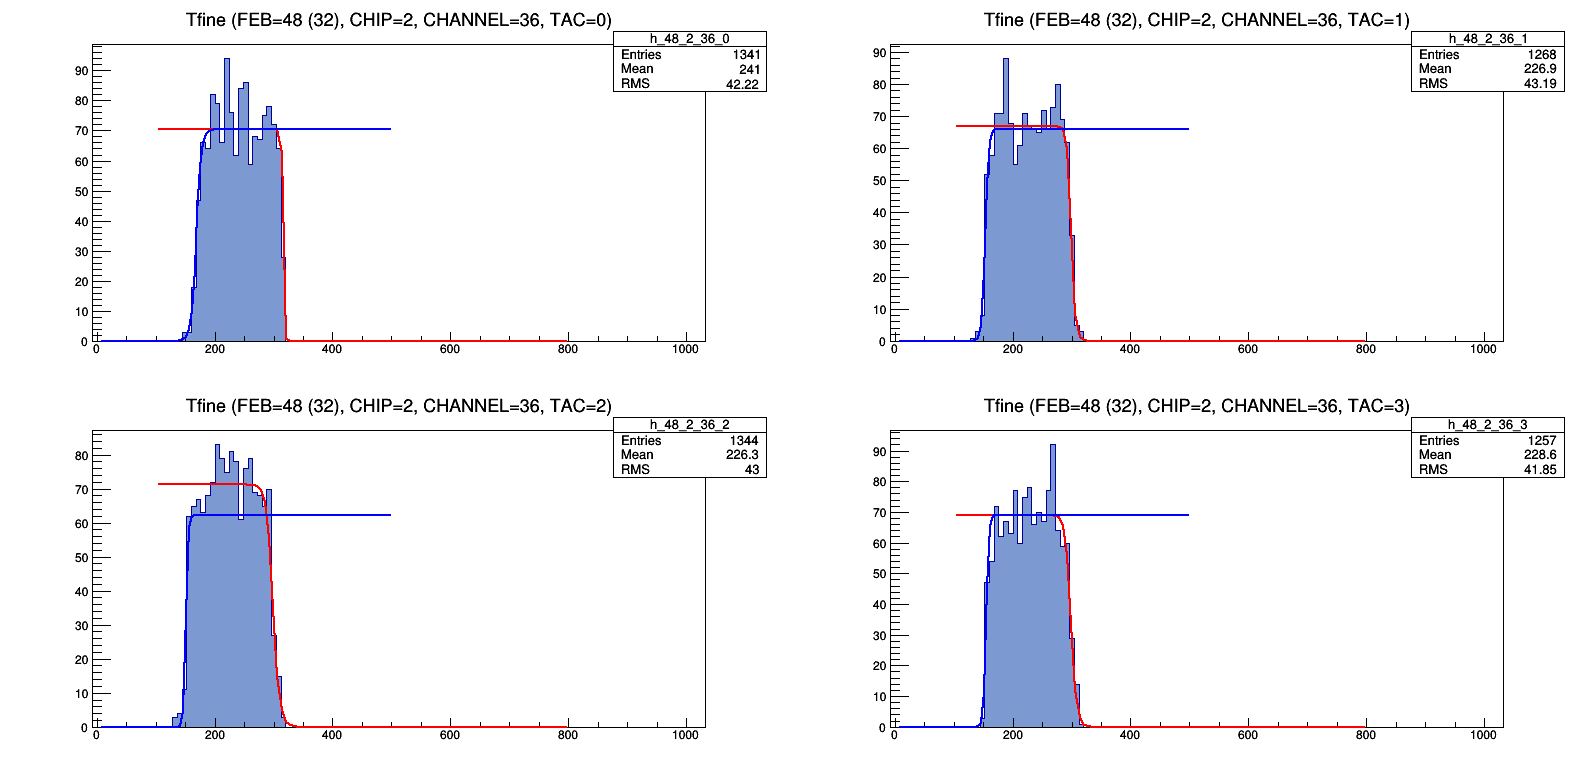 Tfine (FEB=48 (32), CHIP=2, CHANNEL=36, TAC=0)
h_48_2_36_0
Entries 1341
Mean 241
RMS 42.22
90
80
70
60
50
40
30
20
10
0
0 200 400 600 800 1000
Tfine (FEB=48 (32), CHIP=2, CHANNEL=36, TAC=1)
h_48_2_36_1
Entries 1268
Mean 226.9
RMS 43.19
90
80
70
60
50
40
30
20
10
0
0 200 400 600 800 1000
Tfine (FEB=48 (32), CHIP=2, CHANNEL=36, TAC=2)
h_48_2_36_2
Entries 1344
Mean 226.3
RMS 43
80
70
60
50
40
30
20
10
0
0 200 400 600 800 1000
Tfine (FEB=48 (32), CHIP=2, CHANNEL=36, TAC=3)
h_48_2_36_3
Entries 1257
Mean 228.6
RMS 41.85
90
80
70
60
50
40
30
20
10
0
0 200 400 600 800 1000